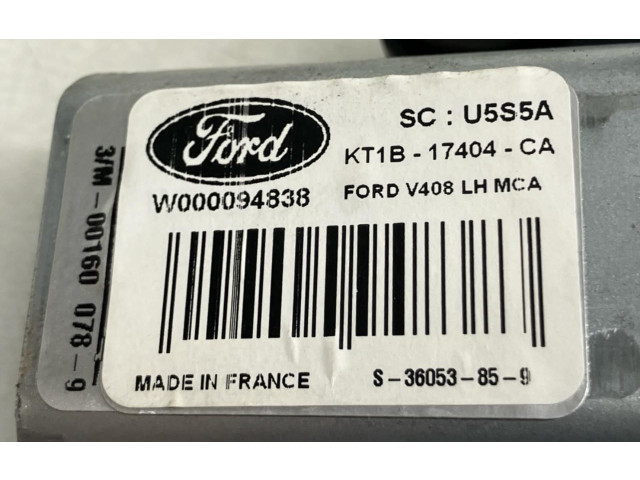 Ford
SC : U5S5A
KT1B - 17404 - CA
W000094838
FORD V408 LH MCA
MADE IN FRANCE
S-36053-85-9
3/M-00160 078-9